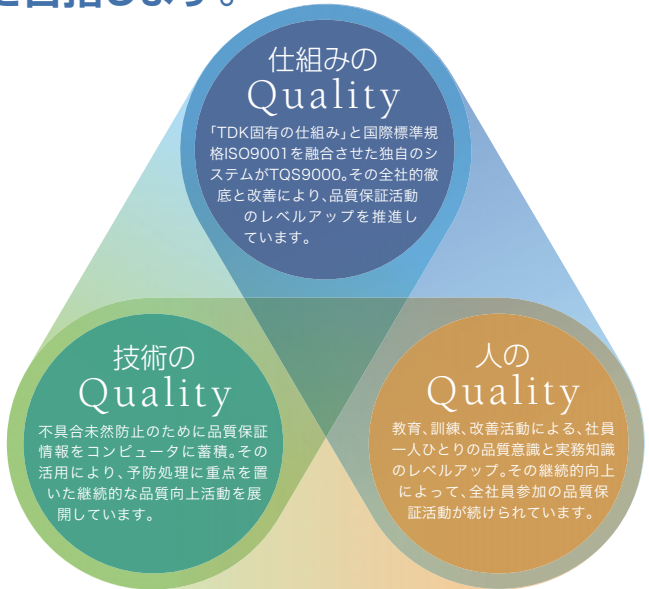 を目指します。
仕組みの
Quality
「TDK固有の仕組み」と国際標準規
格ISO9001を融合させた独自のシ
ステムがTQS9000。その全社的徹
底と改善により、品質保証活動
のレベルアップを推進し
ています。
技術の
Quality
不具合未然防止のために品質保証
情報をコンピュータに蓄積。その
活用により、予防処理に重点を置
いた継続的な品質向上活動を展
開しています。
人の
Quality
教育、訓練、改善活動による、社員
一人ひとりの品質意識と実務知識
のレベルアップ。その継続的向上
によって、全社員参加の品質保
証活動が続けられています。